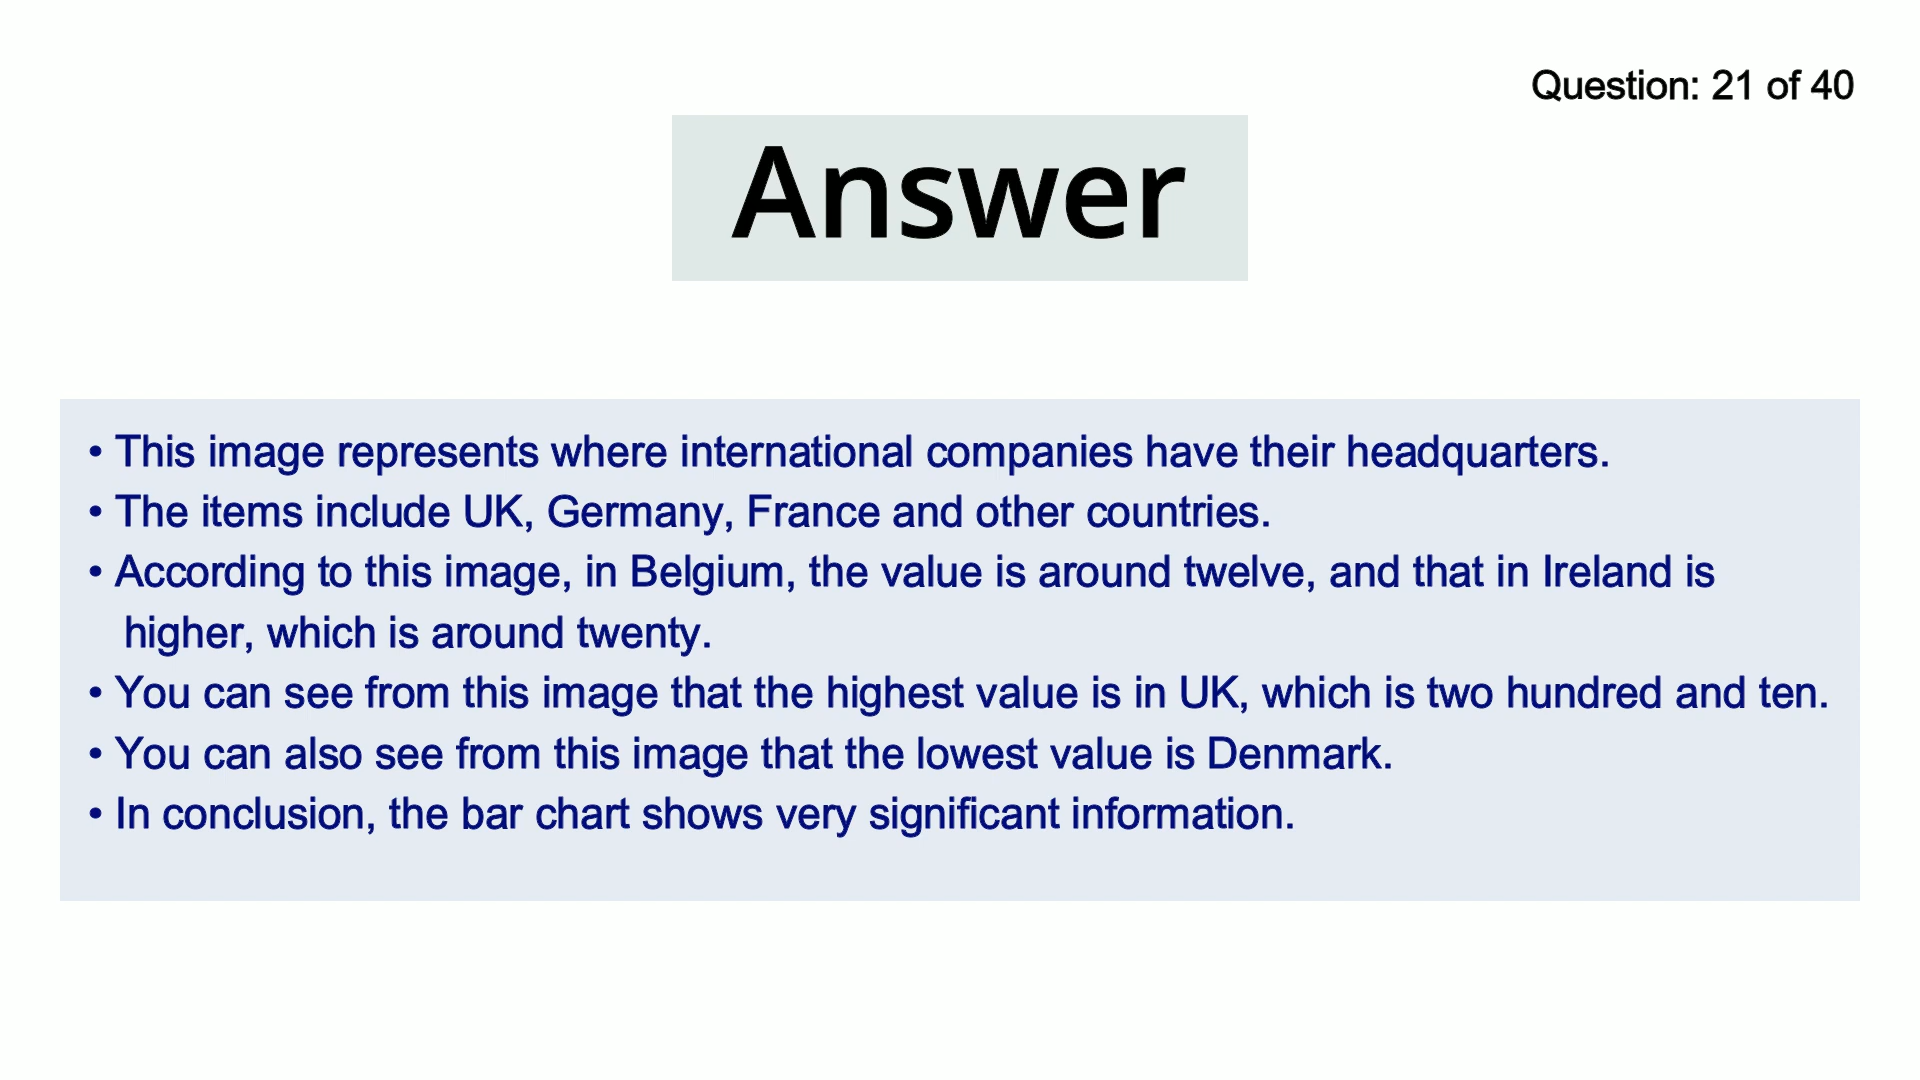 Question: 21 of 40
Answer
• This image represents where international companies have their headquarters.
• The items include UK, Germany, France and other countries.
• According to this image, in Belgium, the value is around twelve, and that in Ireland is
higher, which is around twenty.
• You can see from this image that the highest value is in UK, which is two hundred and ten.
• You can also see from this image that the lowest value is Denmark.
• In conclusion, the bar chart shows very significant information.